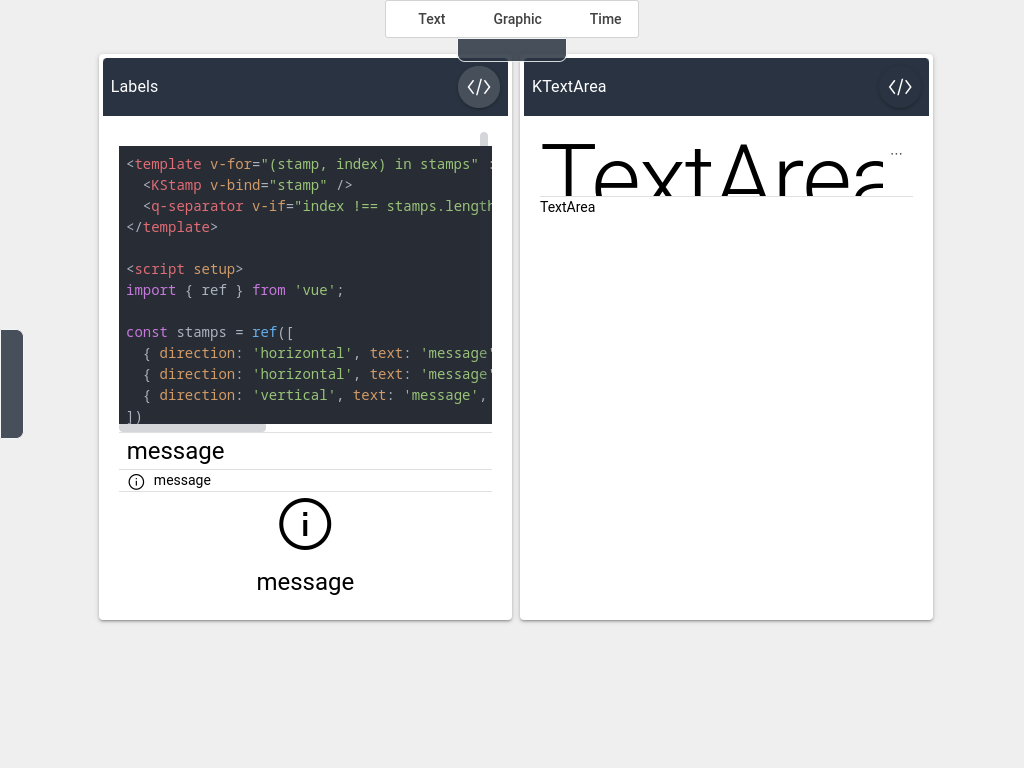 Text Graphic Time
Labels
<template v-for="(stamp, index) in stamps"
<KStamp v-bind="stamp" />
<q-separator v-if="index !== stamps.length
</template>
<script setup>
import { ref } from 'vue';
const stamps = ref([
{ direction: 'horizontal', text: 'message'
{ direction: 'horizontal', text: 'message'
{ direction: 'vertical', text: 'message',
])
message
message
message
KTextArea
TextArea
...
TextArea